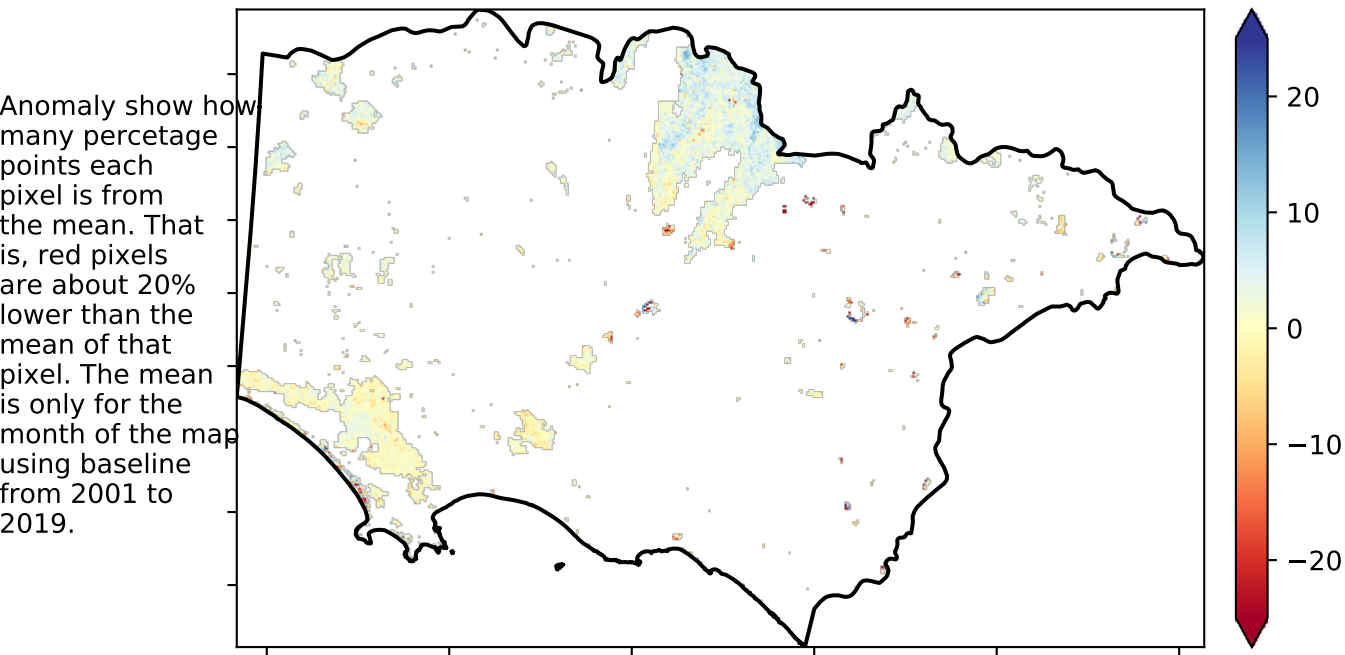 Anomaly show how
many percetage
points each
pixel is from
the mean. That
is, red pixels
are about 20%
lower than the
mean of that
pixel. The mean
is only for the
month of the map
using baseline
from 2001 to
2019.
20
10
0
−10
−20